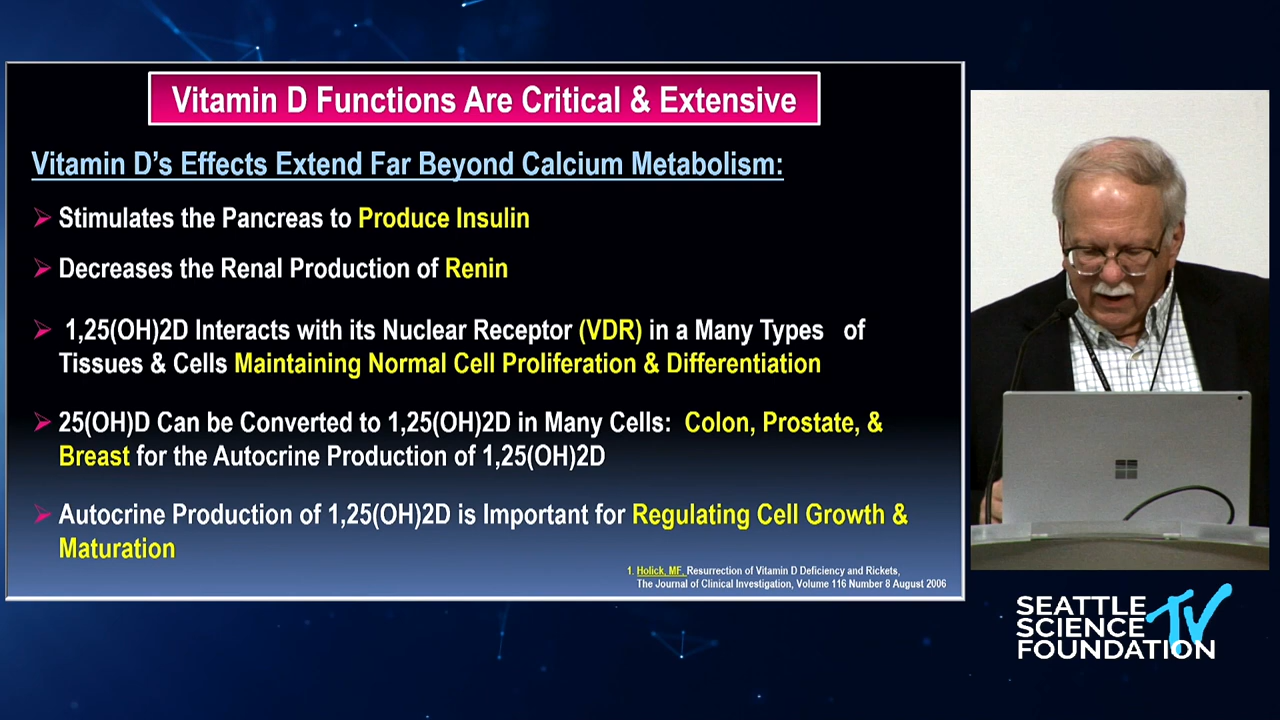 Vitamin D Functions Are Critical & Extensive
Vitamin D's Effects Extend Far Beyond Calcium Metabolism:
Stimulates the Pancreas to Produce Insulin
Decreases the Renal Production of Renin
1,25(OH)2D Interacts with its Nuclear Receptor (VDR) in a Many Types of
Tissues & Cells Maintaining Normal Cell Proliferation & Differentiation
25(OH)D Can be Converted to 1,25(OH)2D in Many Cells: Colon, Prostate, &
Breast for the Autocrine Production of 1,25(OH)2D
Autocrine Production of 1,25(OH)2D is Important for Regulating Cell Growth &
Maturation
1. Holick, MF, Resurrection of Vitamin D Deficiency and Rickets,
The Journal of Clinical Investigation, Volume 116 Number 8 August 2006
SEATTLE
SCIENCE TV
FOUNDATION